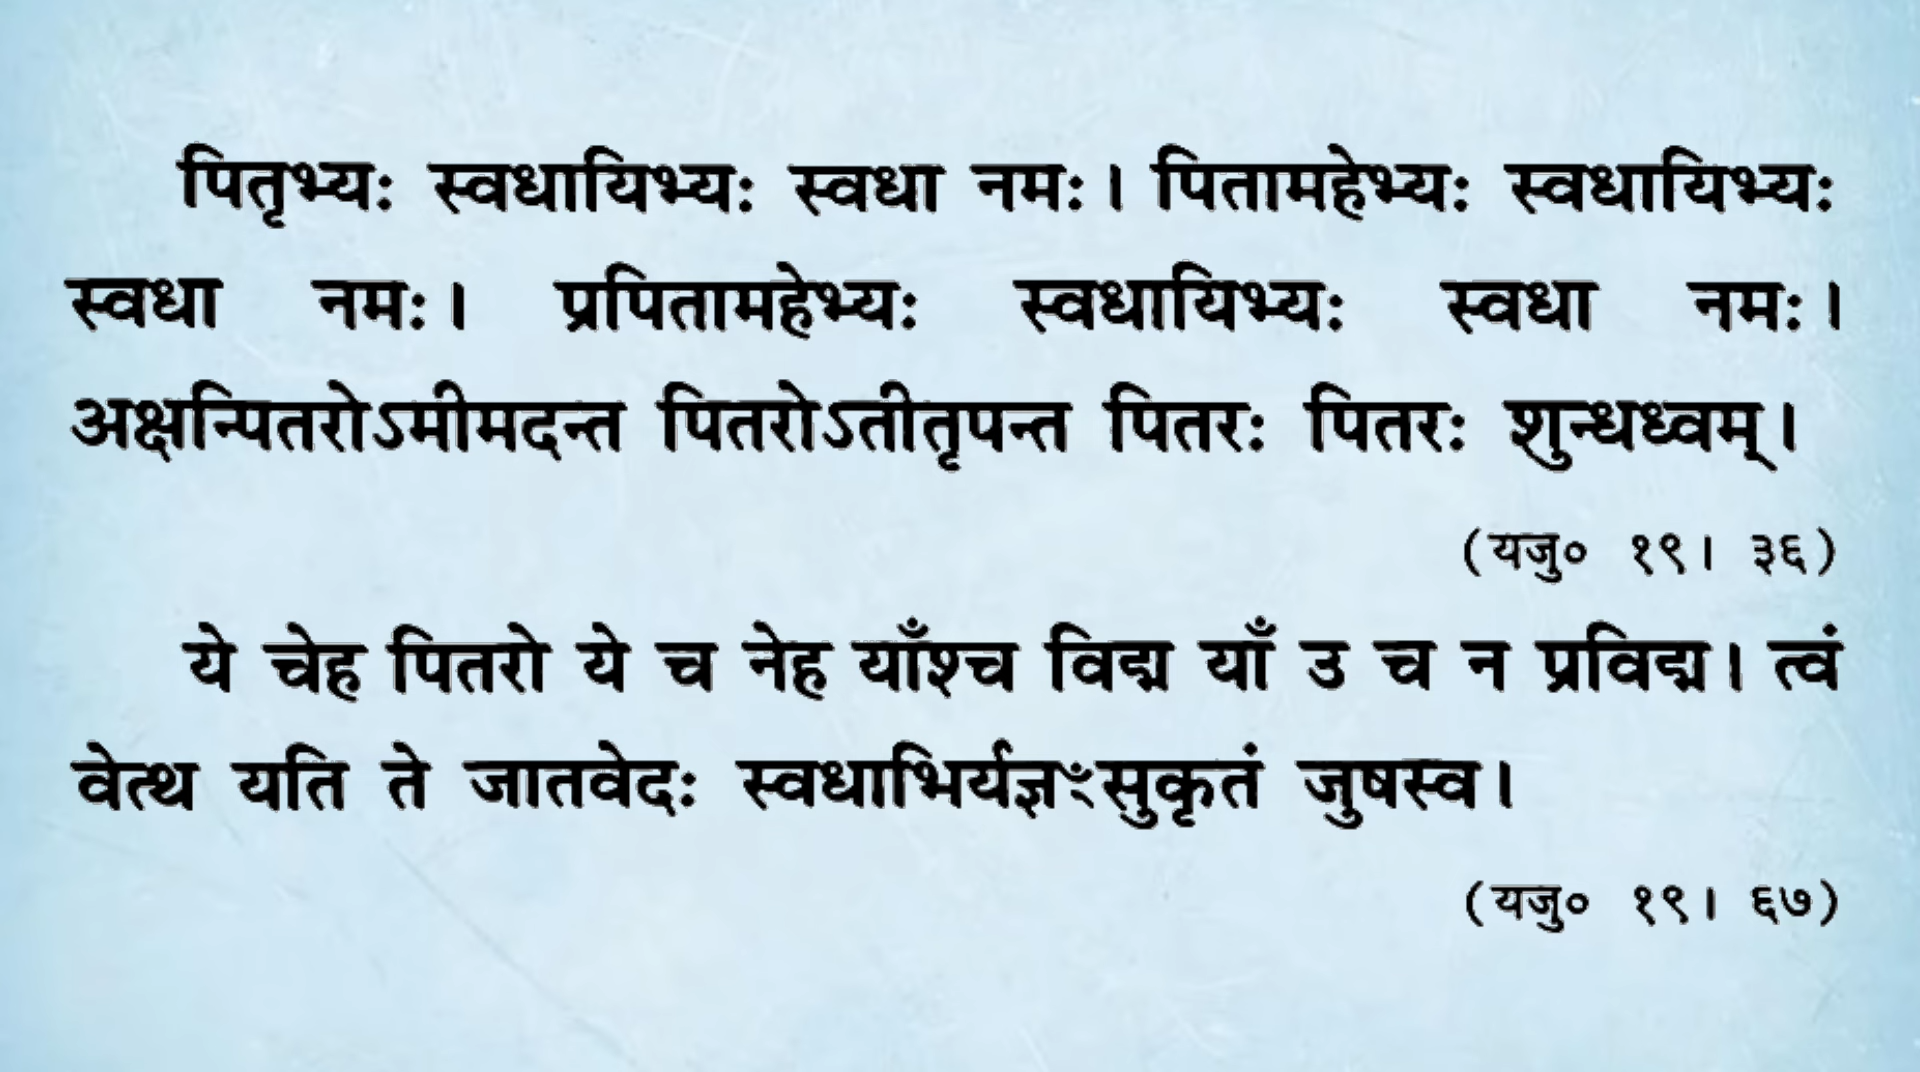 पितृभ्यः स्वधायिभ्यः स्वधा नमः। पितामहेभ्यः स्वधायिभ्यः
स्वधा नमः। प्रपितामहेभ्यः स्वधायिभ्यः स्वधा नमः।
अक्षन्पितरोऽमीमदन्त पितरोऽतीतृपन्त पितरः पितरः शुन्धध्वम्।
(यजु० १९। ३६)
ये चेह पितरो ये च नेह याँश्च विद्म याँ उ च न प्रविद्म। त्वं
वेत्थ यति ते जातवेदः स्वधाभिर्यज्ञꣳसुकृतं जुषस्व।
(यजु० १९। ६७)